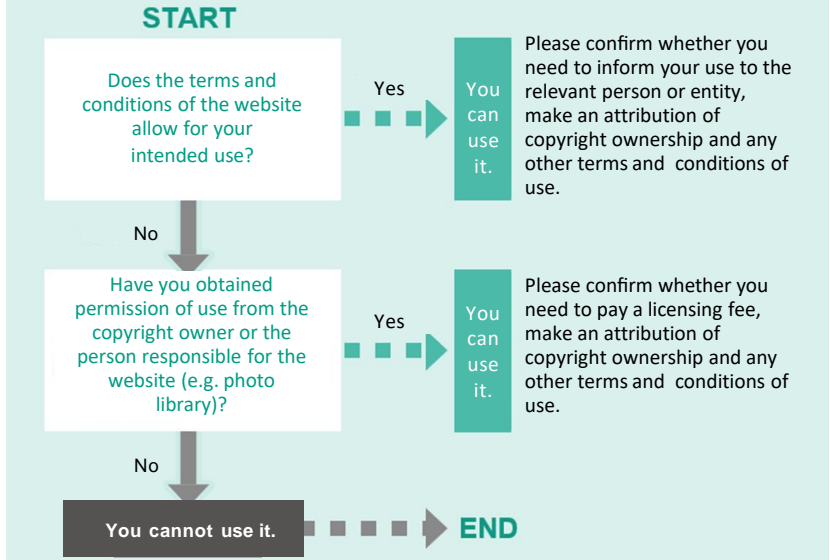 START
Does the terms and
conditions of the website
allow for your
intended use?
Yes
You
can
use
it.
Please confirm whether you
need to inform your use to the
relevant person or entity,
make an attribution of
copyright ownership and any
other terms and conditions of
use.
No
Have you obtained
permission of use from the
copyright owner or the
person responsible for the
website (e.g. photo
library)?
Yes
You
can
use
it.
Please confirm whether you
need to pay a licensing fee,
make an attribution of
copyright ownership and any
other terms and conditions of
use.
No
You cannot use it.
END